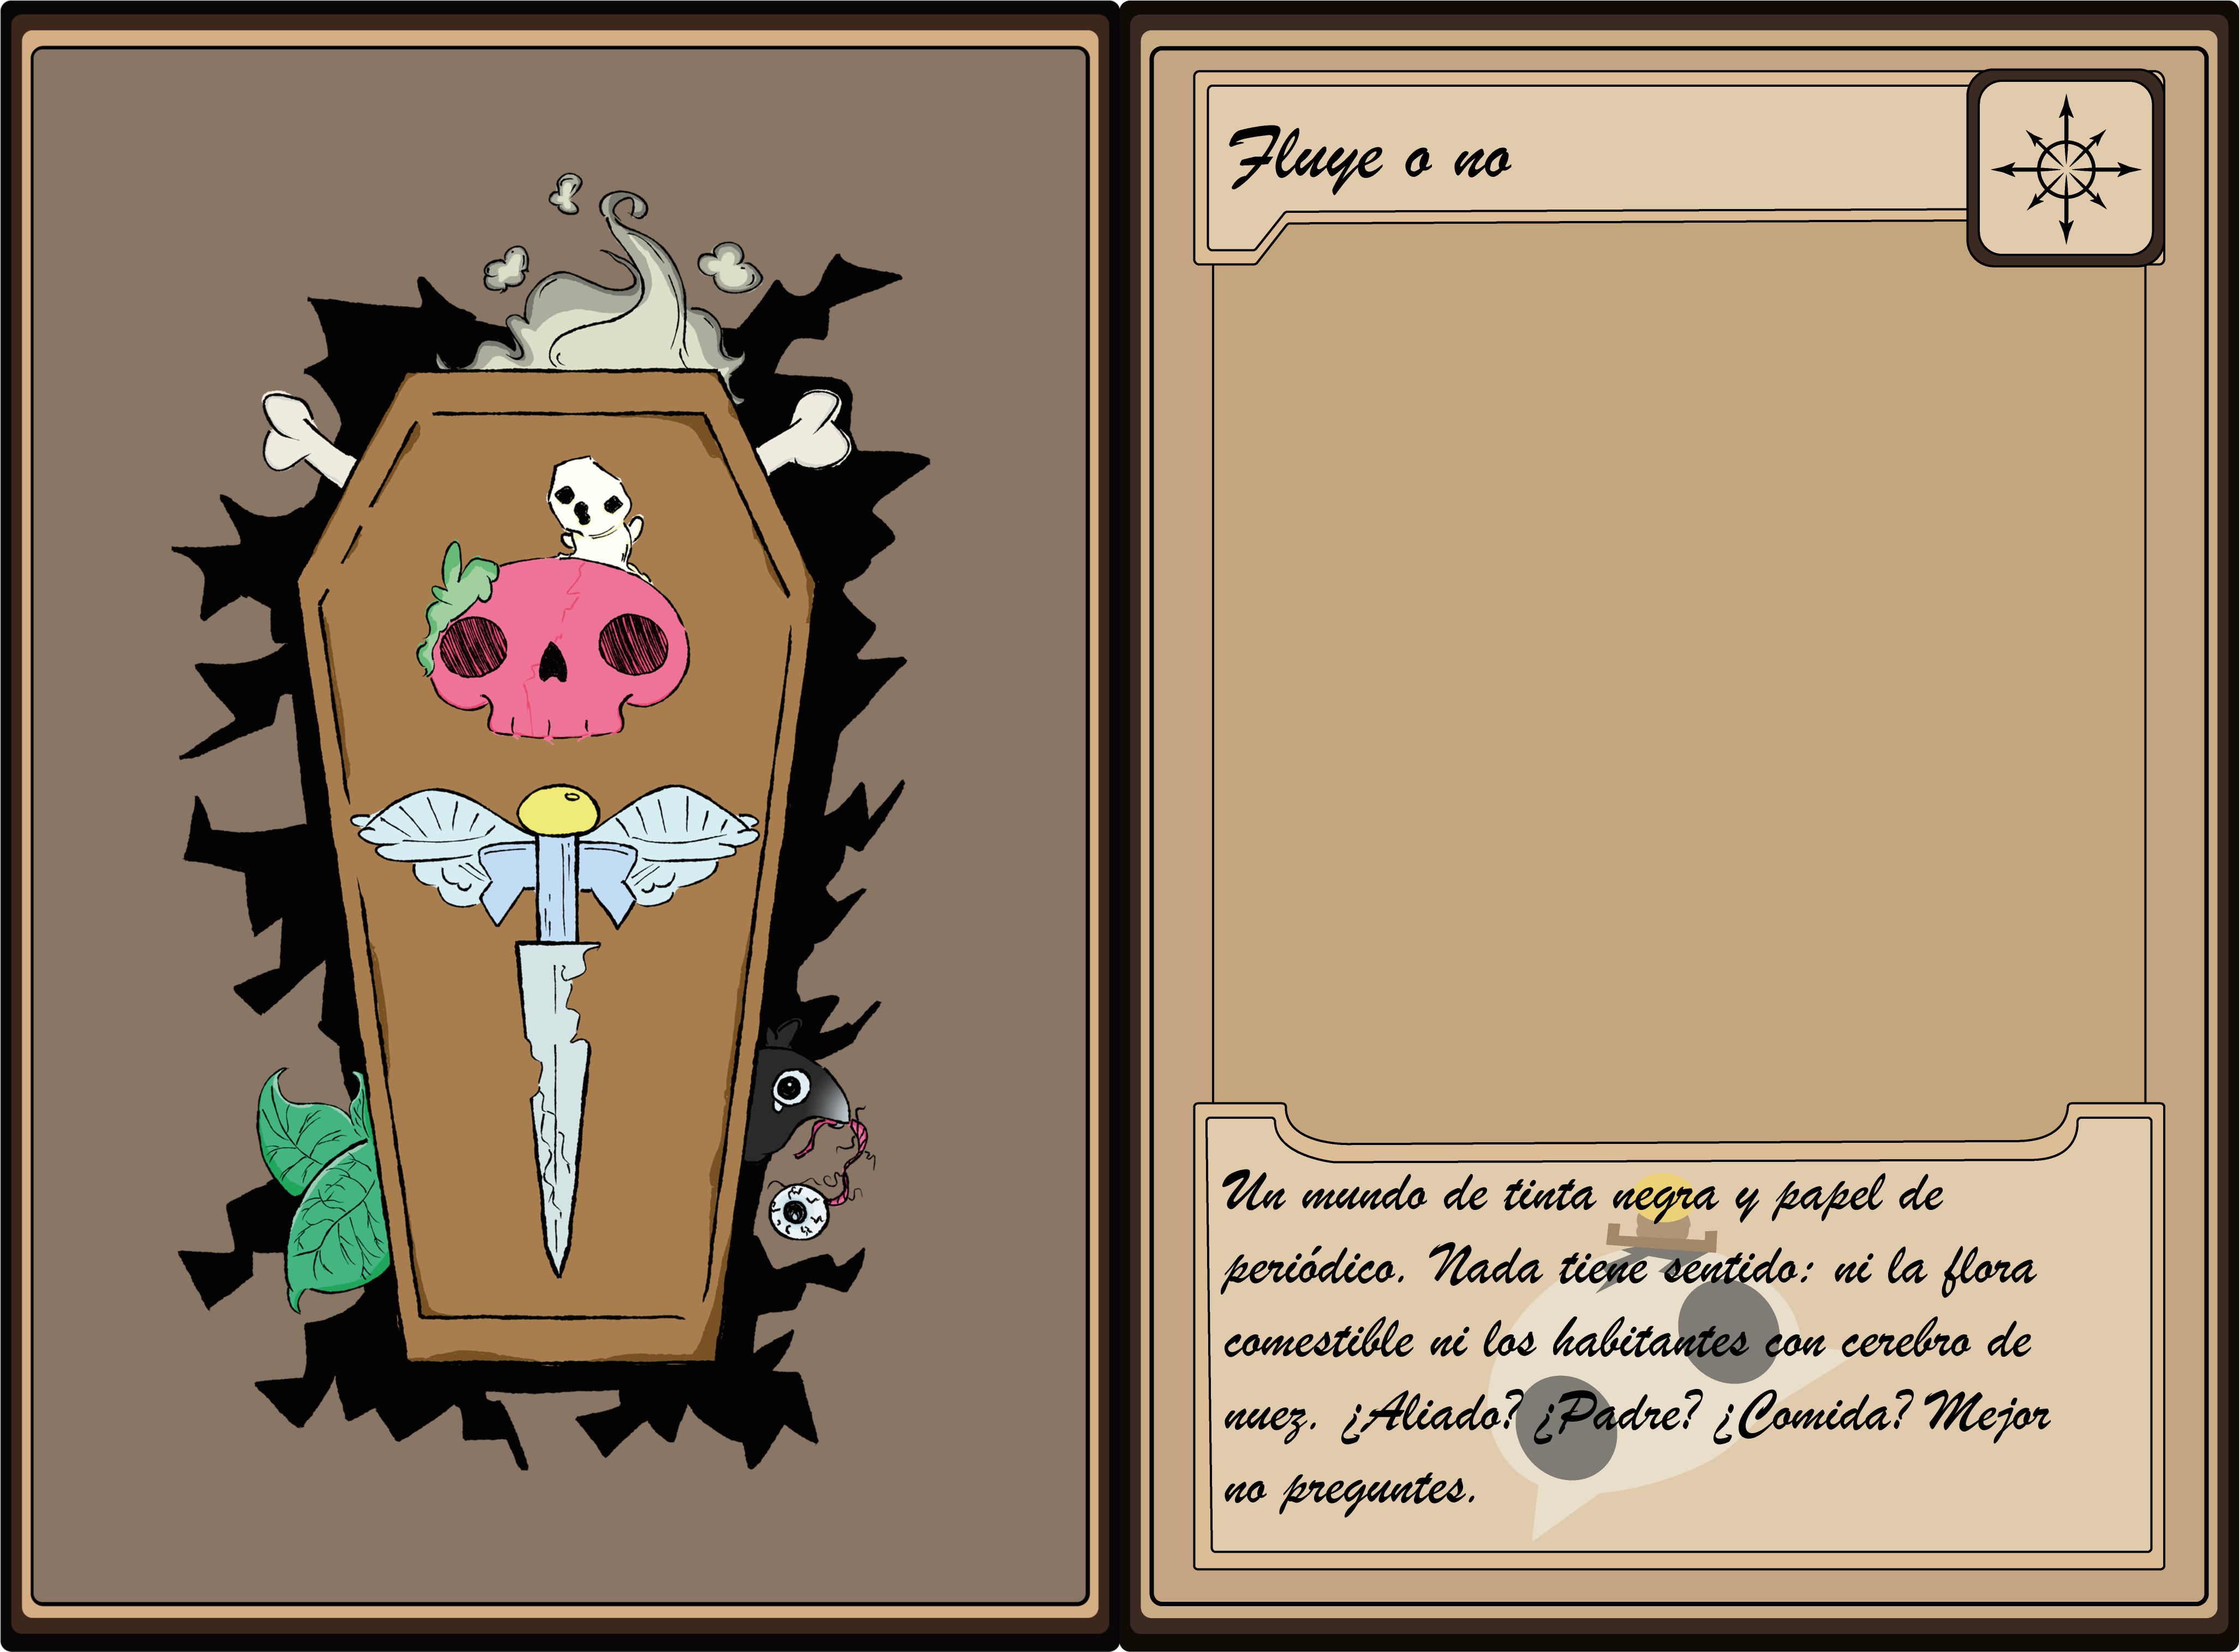 Fluye o no
Un mundo de tinta negra y papel de
periódico. Nada tiene sentido: ni la flora
comestible ni los habitantes con cerebro de
nuez. ¿Aliado? ¿Padre? ¿Comida? Mejor
no preguntes.